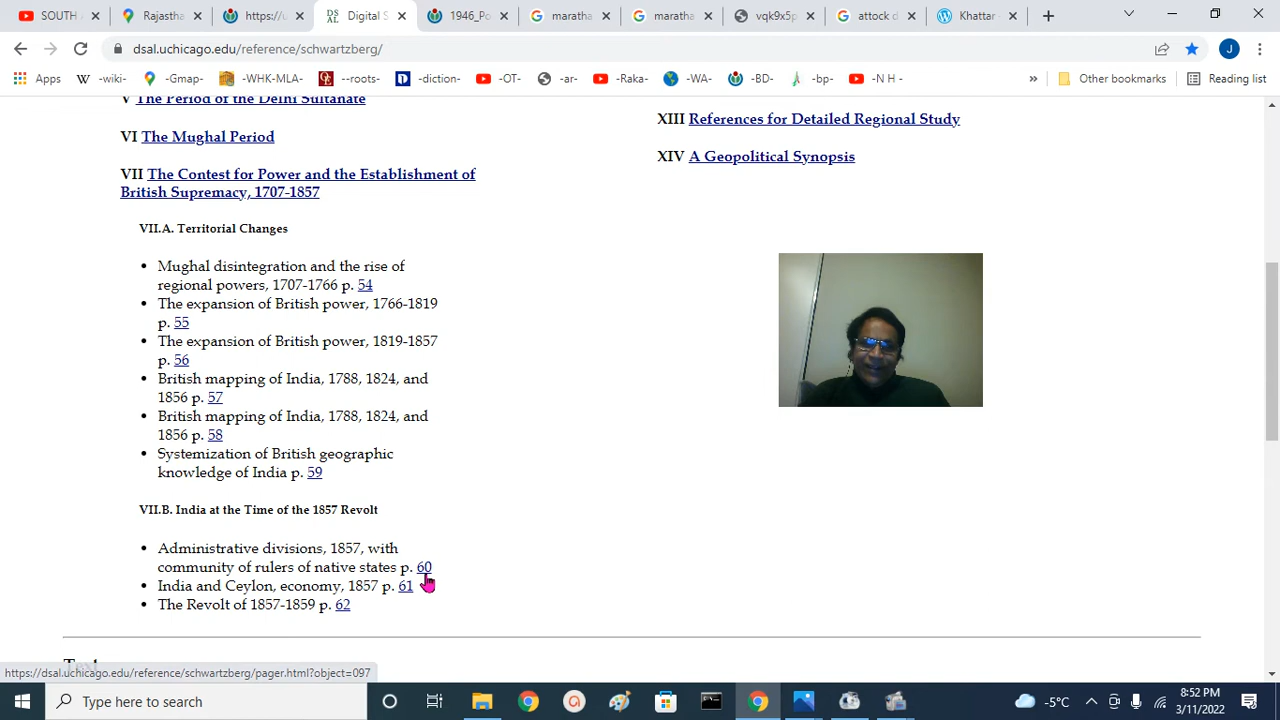 SOUTH
Rajastha
https://u
DS AL
Digital S
1946_Po
maratha
maratha
vqk9x5p
attock d
Khattar -
dsal.uchicago.edu/reference/schwartzberg/
J
Apps
-wiki-
-Gmap-
-WHK-MLA-
--roots-
-diction-
-OT-
-ar-
-Raka-
-WA-
-BD-
-bp-
-N H -
»
Other bookmarks
Reading list
V The Period of the Delhi Sultanate
VI The Mughal Period
VII The Contest for Power and the Establishment of
British Supremacy, 1707-1857
VII.A. Territorial Changes
• Mughal disintegration and the rise of
regional powers, 1707-1766 p. 54
• The expansion of British power, 1766-1819
p. 55
• The expansion of British power, 1819-1857
p. 56
• British mapping of India, 1788, 1824, and
1856 p. 57
• British mapping of India, 1788, 1824, and
1856 p. 58
• Systemization of British geographic
knowledge of India p. 59
VII.B. India at the Time of the 1857 Revolt
• Administrative divisions, 1857, with
community of rulers of native states p. 60
• India and Ceylon, economy, 1857 p. 61
• The Revolt of 1857-1859 p. 62
XIII References for Detailed Regional Study
XIV A Geopolitical Synopsis
https://dsal.uchicago.edu/reference/schwartzberg/pager.html?object=097
Type here to search
-5°C
8:52 PM
3/11/2022